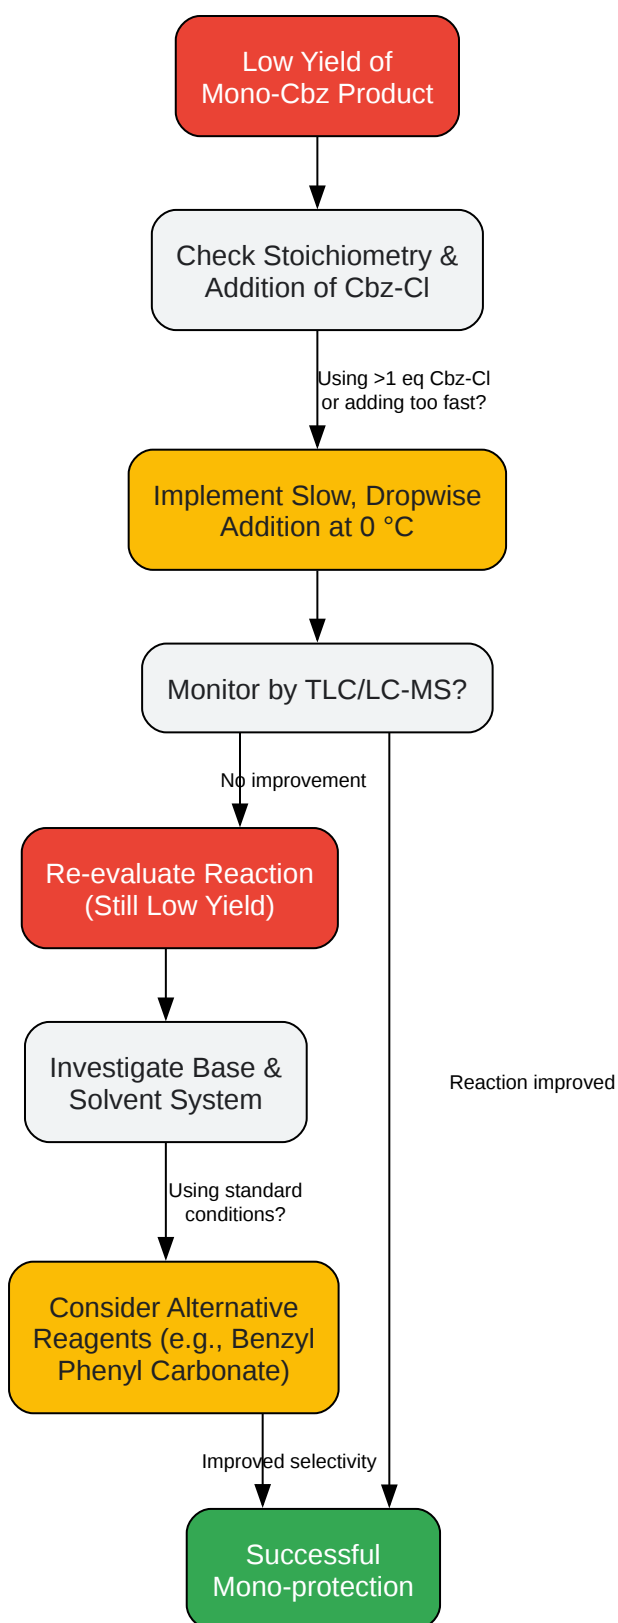 Low Yield of
Mono-Cbz Product
Check Stoichiometry &
Addition of Cbz-Cl
Using >1 eq Cbz-Cl
or adding too fast?
Implement Slow, Dropwise
Addition at 0 °C
Monitor by TLC/LC-MS?
No improvement
Re-evaluate Reaction
(Still Low Yield)
Investigate Base &
Solvent System
Reaction improved
Using standard
conditions?
Consider Alternative
Reagents (e.g., Benzyl
Phenyl Carbonate)
Improved selectivity
Successful
Mono-protection